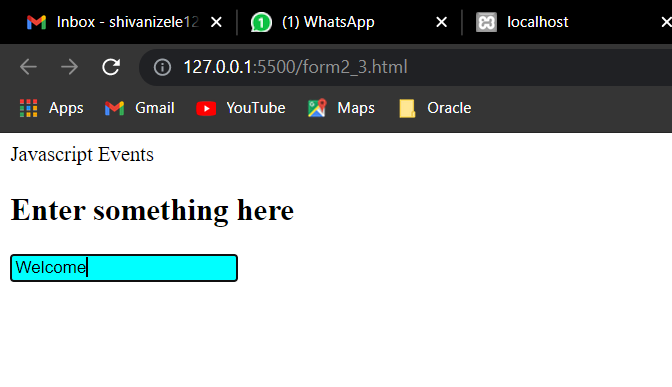 Inbox - shivanizele12
1 (1) WhatsApp
localhost
127.0.0.1:5500/form2_3.html
Apps
Gmail
YouTube
Maps
Oracle
Javascript Events
Enter something here
Welcome